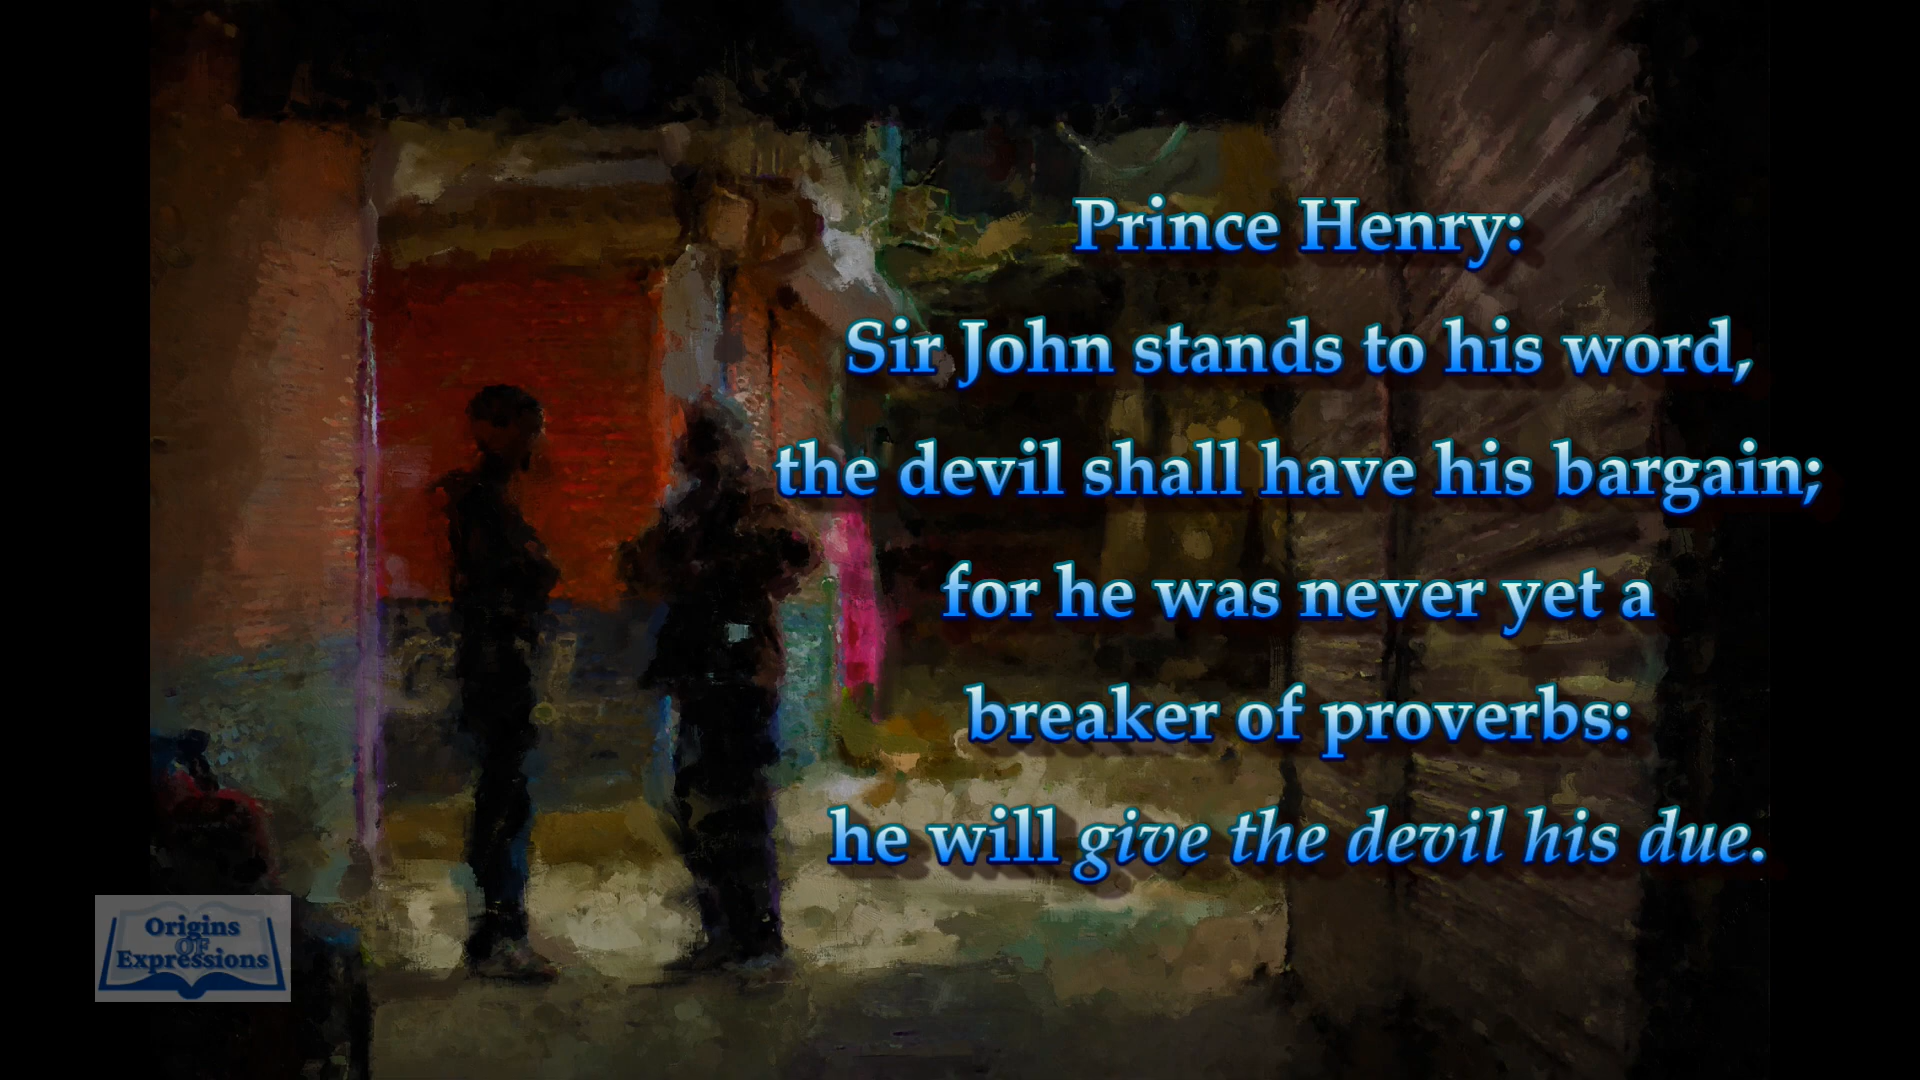 Prince Henry:
Sir John stands to his word,
the devil shall have his bargain;
for he was never yet a
breaker of proverbs:
he will give the devil his due.
Origins
OF
Expressions